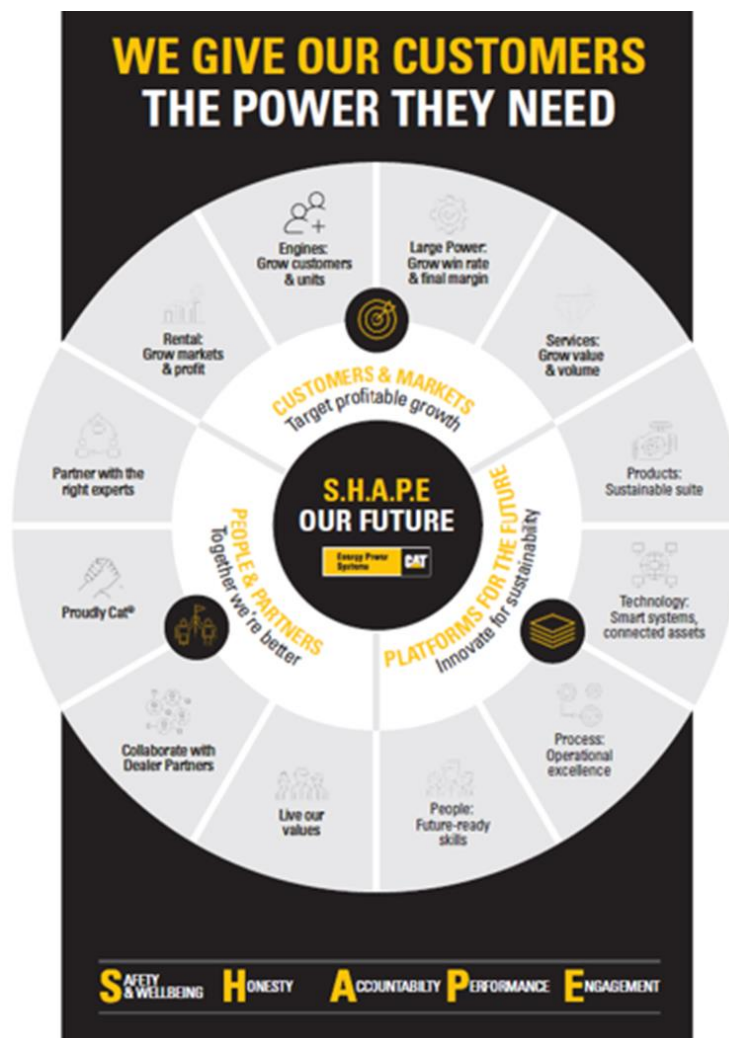 WE GIVE OUR CUSTOMERS
THE POWER THEY NEED
Engines:
Grow customers
& units
Large Power:
Grow win rate
& final margin
Rental:
Grow markets
& profit
Services:
Grow value
& volume
CUSTOMERS & MARKETS
Target profitable growth
Partner with the
right experts
Products:
Sustainable suite
S.H.A.P.E
OUR FUTURE
Energy Power
Systems
CAT
PEOPLE & PARTNERS
Together we're better
PLATFORMS FOR THE FUTURE
Innovate for sustainability
Proudly Cat®
Technology:
Smart systems,
connected assets
Collaborate with
Dealer Partners
Process:
Operational
excellence
Live our
values
People:
Future-ready
skills
SAFETY & WELLBEING HONESTY ACCOUNTABILTY PERFORMANCE ENGAGEMENT